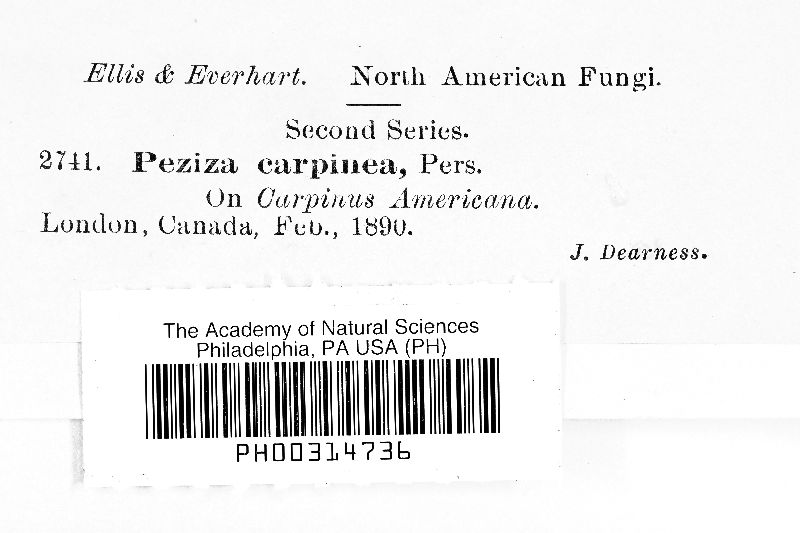 Ellis & Everhart. North American Fungi.
Second Series.
2741. Peziza carpinea, Pers.
On Carpinus Americana.
London, Canada, Feb., 1890.
J. Dearness.
The Academy of Natural Sciences
Philadelphia, PA USA (PH)
PH00314736